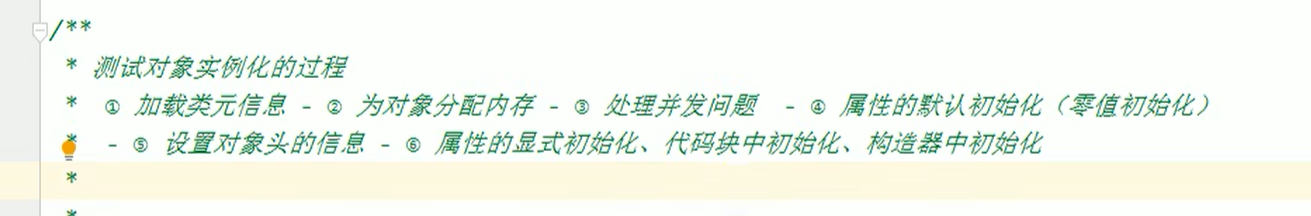 /**
* 测试对象实例化的过程
* ① 加载类元信息 - ② 为对象分配内存 - ③ 处理并发问题 - ④ 属性的默认初始化（零值初始化）
* - ⑤ 设置对象头的信息 - ⑥ 属性的显式初始化、代码块中初始化、构造器中初始化
*
*